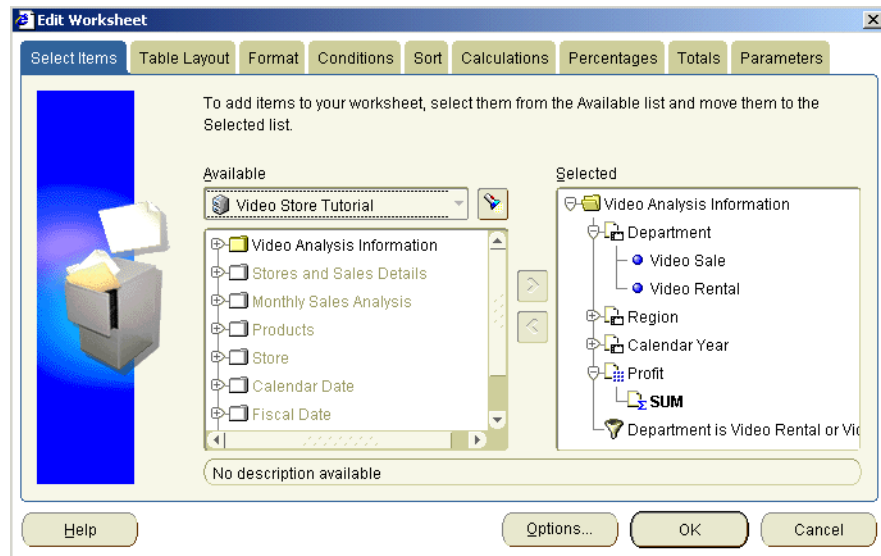 Edit Worksheet
Select Items Table Layout Format Conditions Sort Calculations Percentages Totals Parameters
To add items to your worksheet, select them from the Available list and move them to the
Selected list.
Available
Selected
Video Store Tutorial
Video Analysis Information
Stores and Sales Details
Monthly Sales Analysis
Products
Store
Calendar Date
Fiscal Date
Video Analysis Information
Department
Video Sale
Video Rental
Region
Calendar Year
Profit
SUM
Department is Video Rental or Vid
No description available
Help Options... OK Cancel